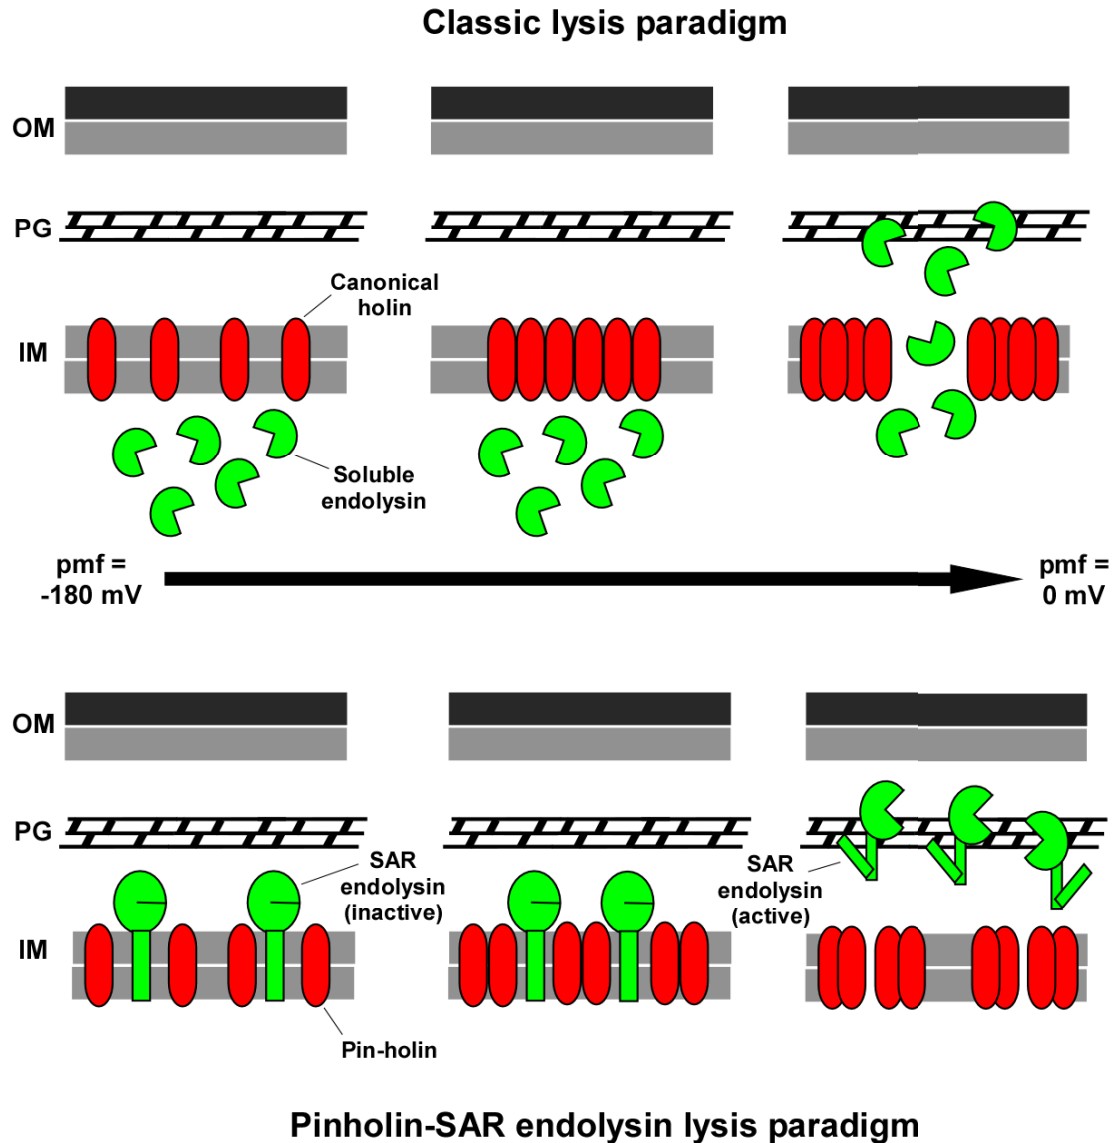 Classic lysis paradigm
OM
PG
Canonical
holin
IM
Soluble
endolysin
pmf =
-180 mV
pmf =
0 mV
OM
PG
SAR
endolysin
(inactive)
SAR
endolysin
(active)
IM
Pin-holin
Pinholin-SAR endolysin lysis paradigm